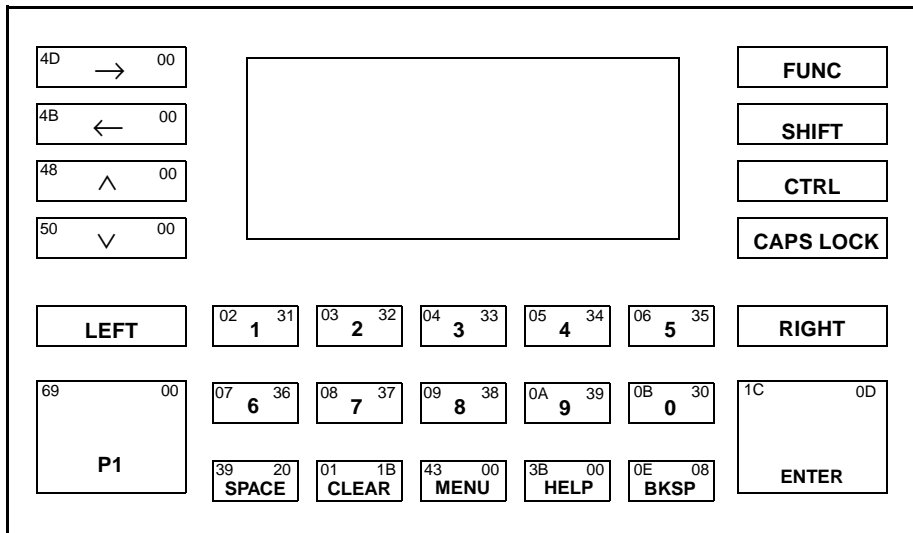 4D → 00
FUNC
4B ← 00
SHIFT
48 ∧ 00
CTRL
50 ∨ 00
CAPS LOCK
LEFT
02 31
1
03 32
2
04 33
3
05 34
4
06 35
5
RIGHT
69 00
P1
07 36
6
08 37
7
09 38
8
0A 39
9
0B 30
0
1C 0D
ENTER
39 20
SPACE
01 1B
CLEAR
43 00
MENU
3B 00
HELP
0E 08
BKSP